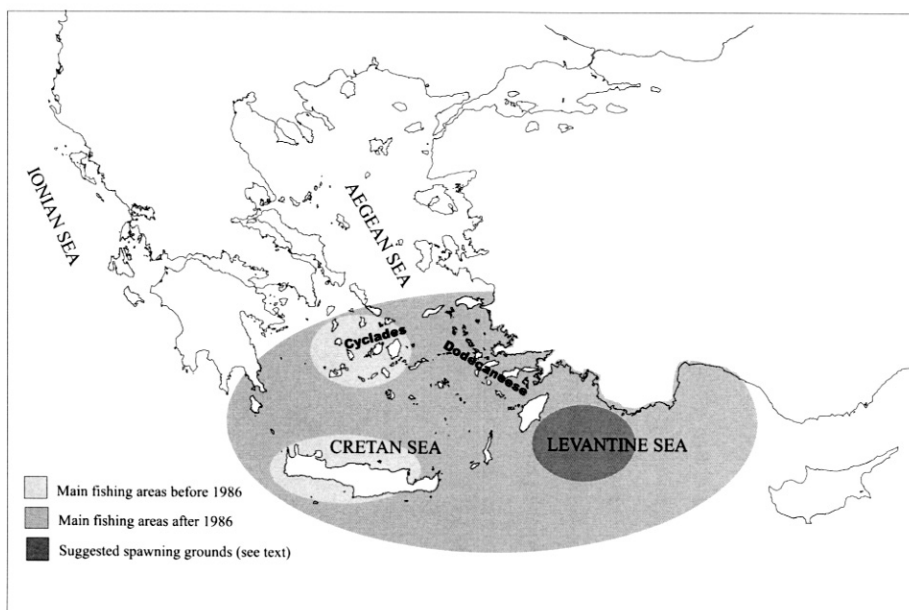 IONIAN SEA
AEGEAN SEA
Cyclades
Dodecaneese
CRETAN SEA
LEVANTINE SEA
Main fishing areas before 1986
Main fishing areas after 1986
Suggested spawning grounds (see text)